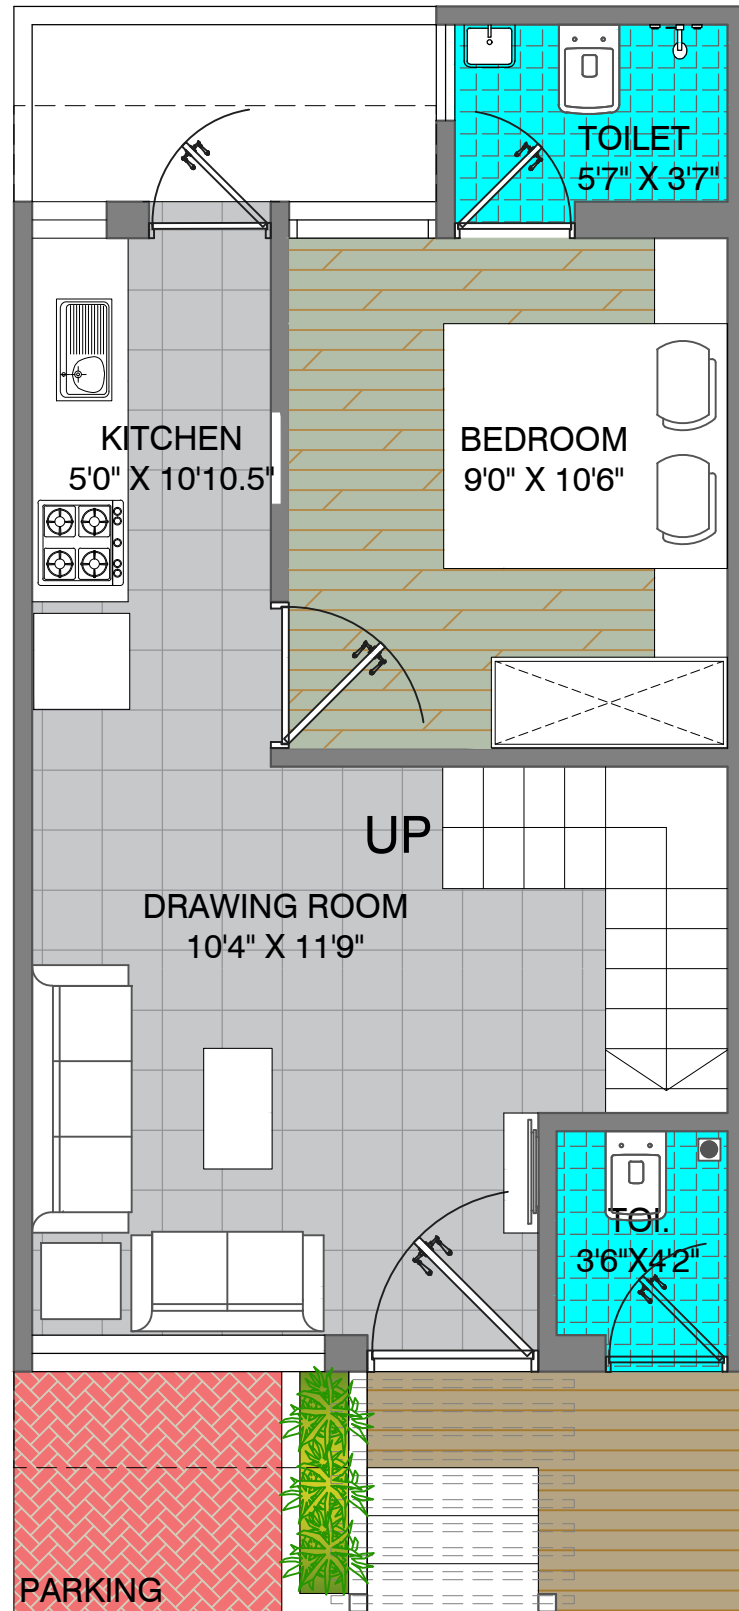 TOILET
5'7" X 3'7"
KITCHEN
5'0" X 10'10.5"
BEDROOM
9'0" X 10'6"
UP
DRAWING ROOM
10'4" X 11'9"
TOI.
3'6"X4'2"
PARKING